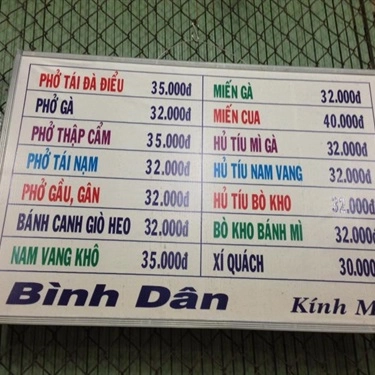 PHỞ TÁI ĐÀ ĐIỂU 35.000đ
PHỞ GÀ 32.000đ
PHỞ THẬP CẨM 35.000đ
PHỞ TÁI NẠM 32.000đ
PHỞ GẦU, GÂN 32.000đ
BÁNH CANH GIÒ HEO 32.000đ
NAM VANG KHÔ 35.000đ
MIẾN GÀ 32.000đ
MIẾN CUA 40.000đ
HỦ TÍU MÌ GÀ 32.000đ
HỦ TÍU NAM VANG 32.000đ
HỦ TÍU BÒ KHO 32.000đ
BÒ KHO BÁNH MÌ 32.000đ
XÍ QUÁCH 30.000
Bình Dân Kính M